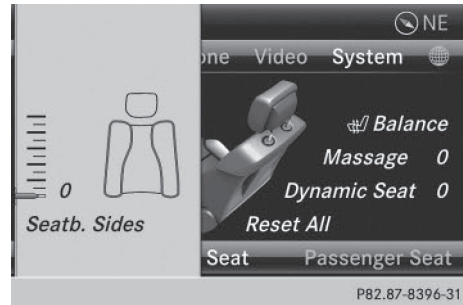 NE
one Video System
Balance
Massage 0
0
Dynamic Seat 0
Seatb. Sides
Reset All
Seat Passenger Seat
P82.87-8396-31